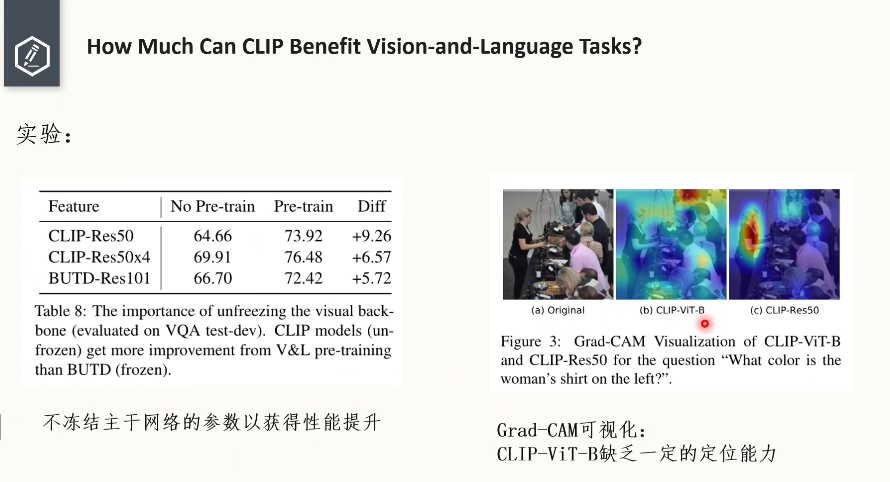 How Much Can CLIP Benefit Vision-and-Language Tasks?
实验：
Feature No Pre-train Pre-train Diff
CLIP-Res50 64.66 73.92 +9.26
CLIP-Res50x4 69.91 76.48 +6.57
BUTD-Res101 66.70 72.42 +5.72
Table 8: The importance of unfreezing the visual back-
bone (evaluated on VQA test-dev). CLIP models (un-
frozen) get more improvement from V&L pre-training
than BUTD (frozen).
不冻结主干网络的参数以获得性能提升
(a) Original (b) CLIP-ViT-B (c) CLIP-Res50
Figure 3: Grad-CAM Visualization of CLIP-ViT-B
and CLIP-Res50 for the question “What color is the
woman’s shirt on the left?”.
Grad-CAM可视化：
CLIP-ViT-B缺乏一定的定位能力